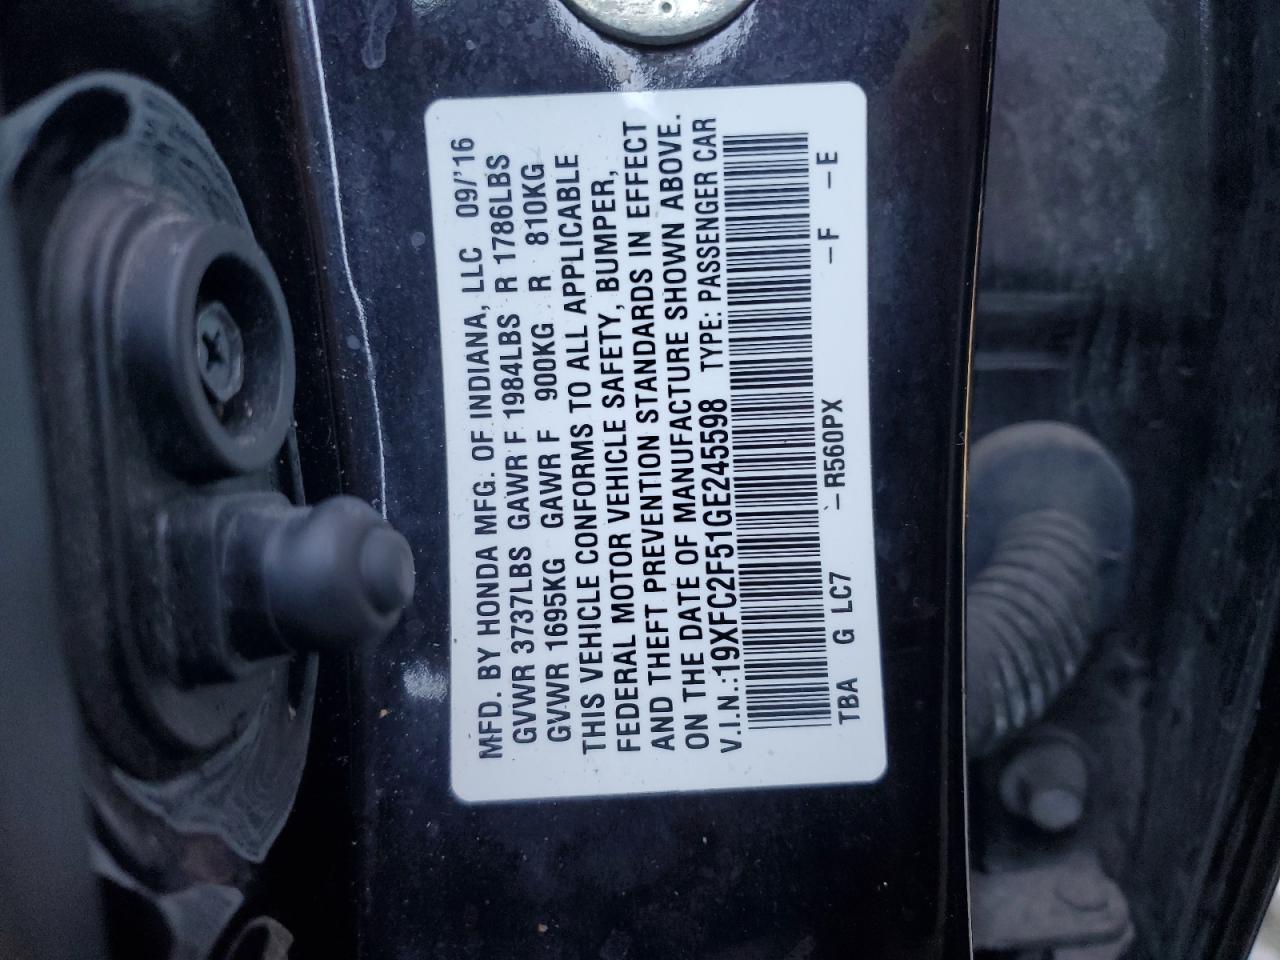 MFD. BY HONDA MFG. OF INDIANA, LLC 09/'16
GVWR 3737LBS GAWR F 1984LBS R 1786LBS
GVWR 1695KG GAWR F 900KG R 810KG
THIS VEHICLE CONFORMS TO ALL APPLICABLE
FEDERAL MOTOR VEHICLE SAFETY, BUMPER,
AND THEFT PREVENTION STANDARDS IN EFFECT
ON THE DATE OF MANUFACTURE SHOWN ABOVE.
V.I.N.:19XFC2F51GE245598 TYPE: PASSENGER CAR
TBA G LC7 -R560PX -F -E